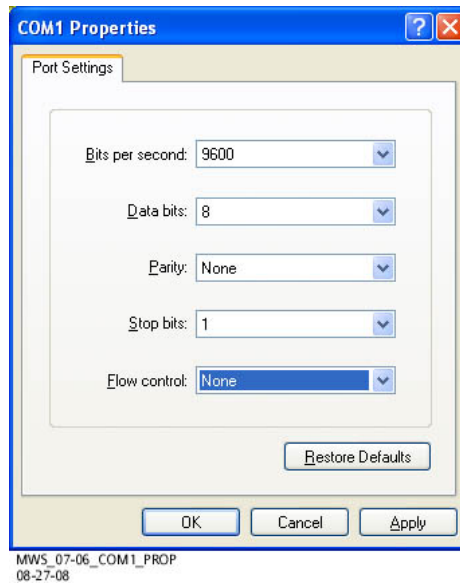 COM1 Properties
Port Settings
Bits per second: 9600
Data bits: 8
Parity: None
Stop bits: 1
Flow control: None
Restore Defaults
OK Cancel Apply
MWS_07-06_COM1_PROP
08-27-08